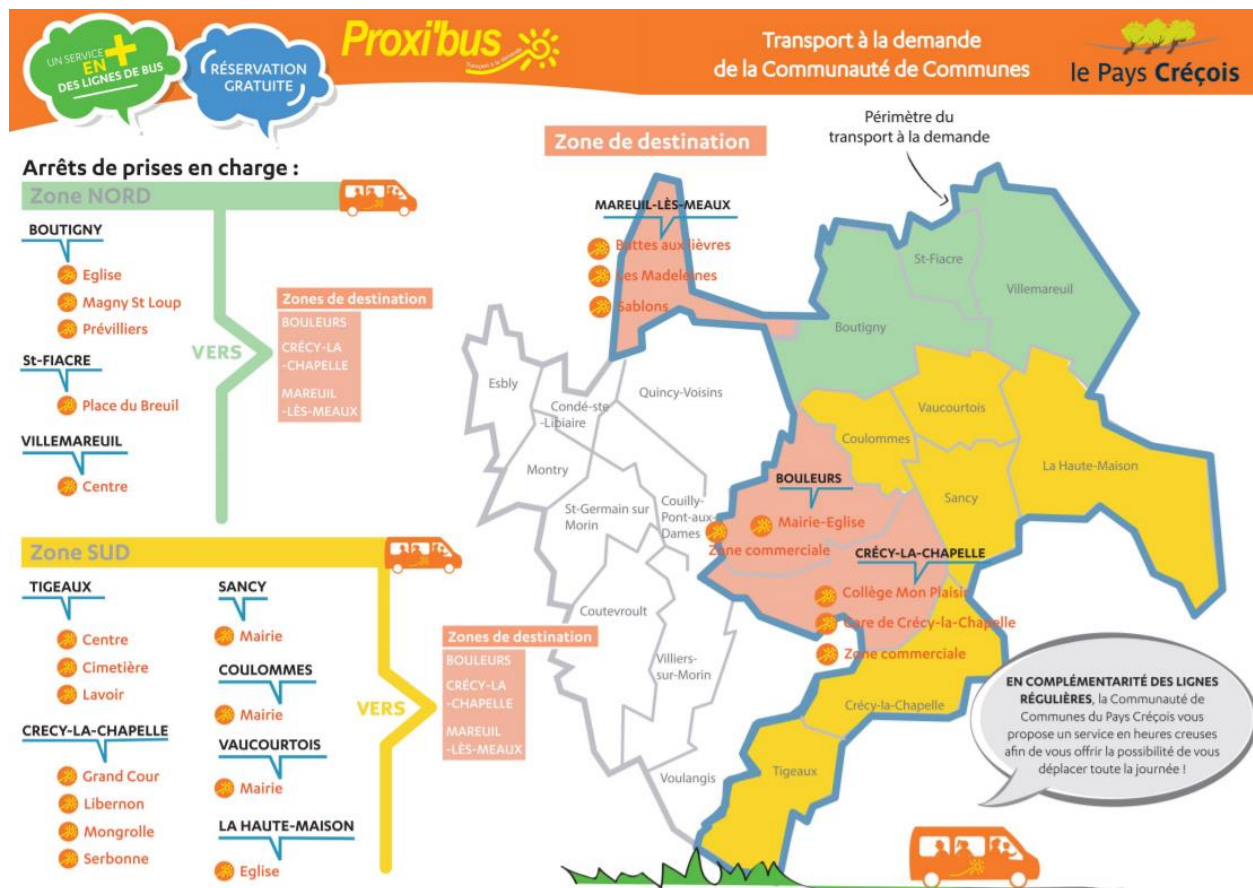 UN SERVICE
EN +
DES LIGNES DE BUS
RÉSERVATION
GRATUITE
Proxi'bus
Transport à la demande
Transport à la demande
de la Communauté de Communes
le Pays Créçois
Arrêts de prises en charge :
Zone NORD
BOUTIGNY
Eglise
Magny St Loup
Prévilliers
St-FIACRE
Place du Breuil
VILLEMAREUIL
Centre
VERS
Zones de destination
BOULEURS
CRÉCY-LA
-CHAPELLE
MAREUIL
-LÈS-MEAUX
Zone SUD
TIGEAUX
Centre
Cimetière
Lavoir
CRECY-LA-CHAPELLE
Grand Cour
Libernon
Mongrolle
Serbonne
SANCY
Mairie
COULOMMES
Mairie
VAUCOURTOIS
Mairie
LA HAUTE-MAISON
Eglise
VERS
Zones de destination
BOULEURS
CRÉCY-LA
-CHAPELLE
MAREUIL
-LÈS-MEAUX
Zone de destination
Périmètre du
transport à la demande
MAREUIL-LÈS-MEAUX
Buttes aux lièvres
Les Madeleines
Sablons
St-Fiacre
Villemareuil
Boutigny
Esbly
Condé-ste
-Libiaire
Quincy-Voisins
Vaucourtois
Coulommes
La Haute-Maison
Montry
Sancy
St-Germain sur
Morin
Couilly-
Pont-aux-
Dames
BOULEURS
Mairie-Eglise
Zone commerciale
CRÉCY-LA-CHAPELLE
Collège Mon Plaisir
Gare de Crécy-la-Chapelle
Zone commerciale
Coutevroult
Villiers-
sur-Morin
Crécy-la-Chapelle
Voulangis
Tigeaux
EN COMPLÉMENTARITÉ DES LIGNES
RÉGULIÈRES, la Communauté de
Communes du Pays Créçois vous
propose un service en heures creuses
afin de vous offrir la possibilité de vous
déplacer toute la journée !